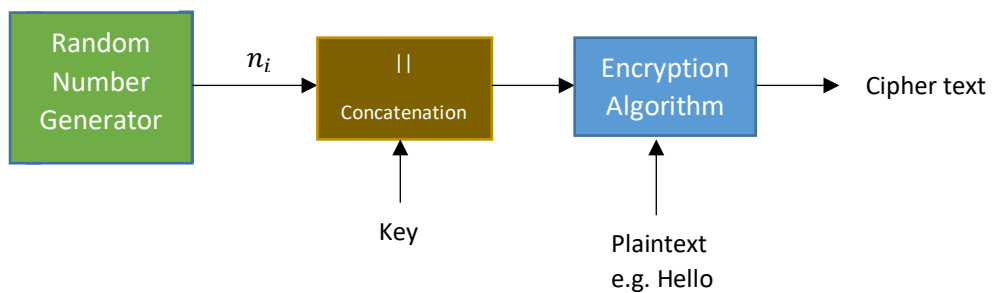 Random
Number
Generator
n_i
||
Concatenation
Key
Encryption
Algorithm
Plaintext
e.g. Hello
Cipher text